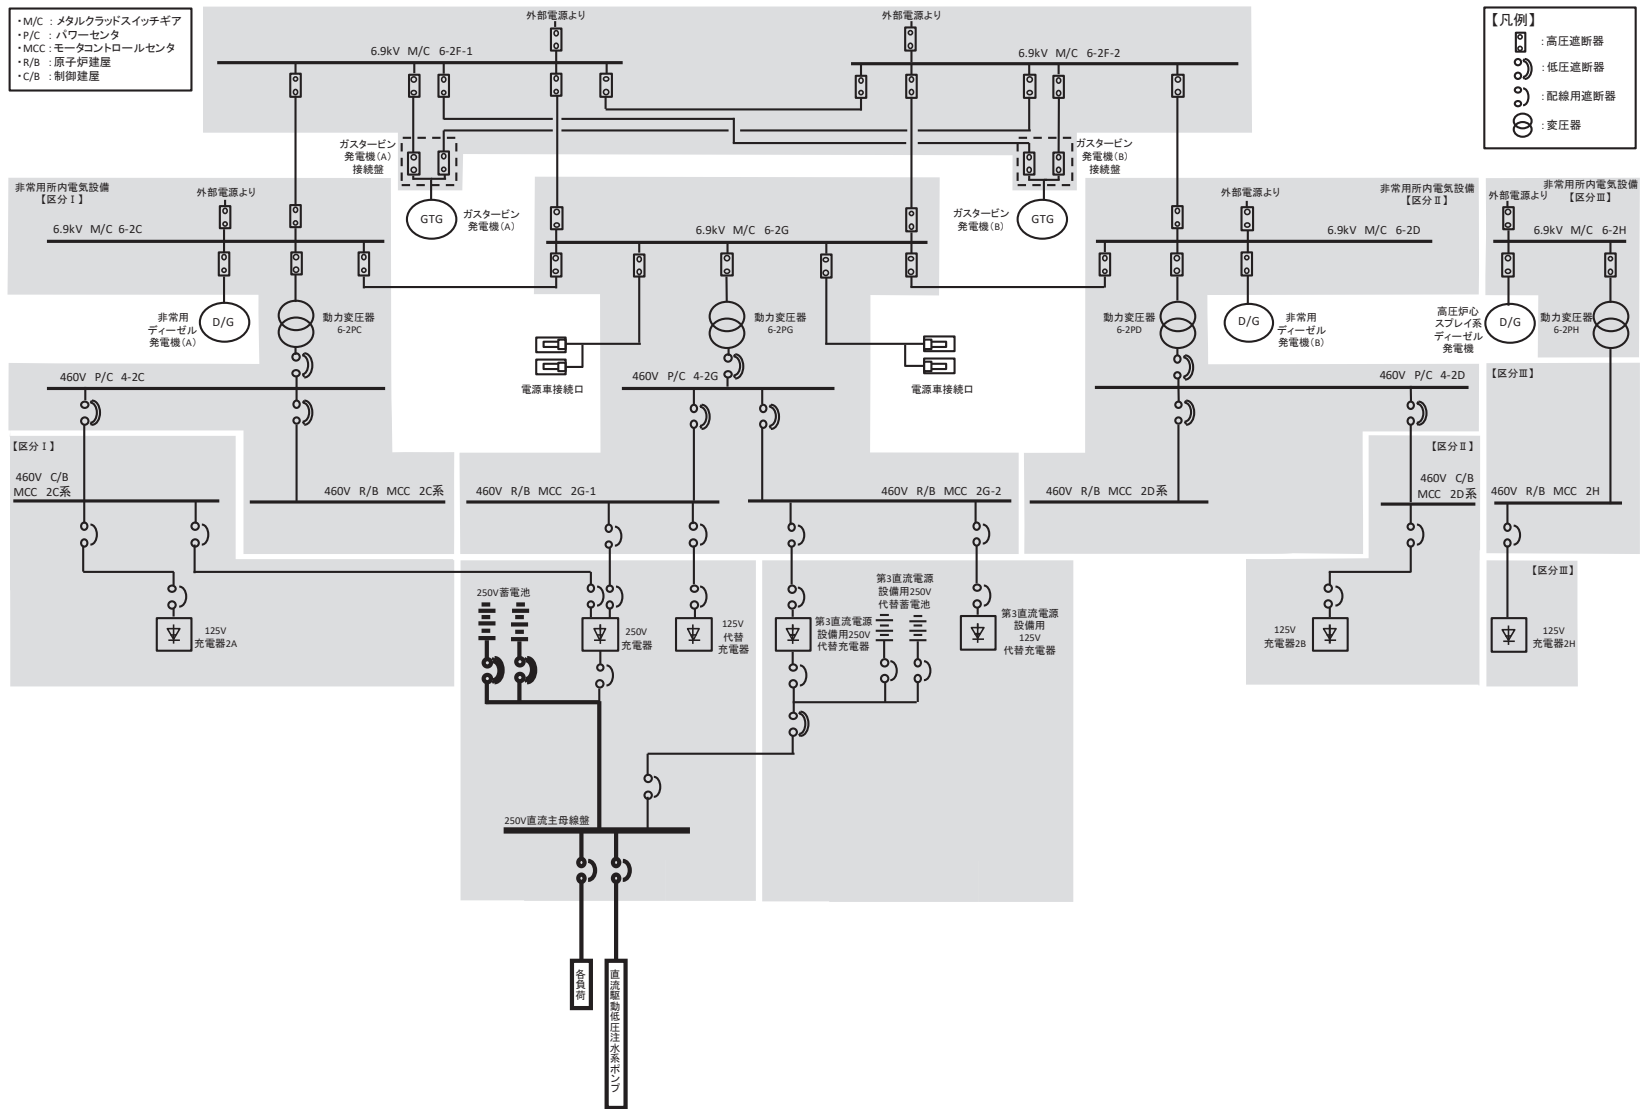 ・M/C ：メタルクラッドスイッチギア
・P/C ：パワーセンタ
・MCC：モータコントロールセンタ
・R/B ：原子炉建屋
・C/B ：制御建屋
外部電源より
外部電源より
【凡例】
：高圧遮断器
：低圧遮断器
：配線用遮断器
：変圧器
6.9kV M/C 6-2F-1
6.9kV M/C 6-2F-2
ガスタービン
発電機(A)
接続盤
ガスタービン
発電機(B)
接続盤
非常用所内電気設備
【区分Ⅰ】
外部電源より
GTG
ガスタービン
発電機(A)
ガスタービン
発電機(B)
GTG
外部電源より
非常用所内電気設備
【区分Ⅱ】
外部電源より
非常用所内電気設備
【区分Ⅲ】
6.9kV M/C 6-2C
6.9kV M/C 6-2G
6.9kV M/C 6-2D
6.9kV M/C 6-2H
非常用
ディーゼル
発電機(A)
D/G
動力変圧器
6-2PC
動力変圧器
6-2PG
動力変圧器
6-2PD
D/G
非常用
ディーゼル
発電機(B)
高圧炉心
スプレイ系
ディーゼル
発電機
D/G
動力変圧器
6-2PH
電源車接続口
電源車接続口
460V P/C 4-2C
460V P/C 4-2G
460V P/C 4-2D
【区分Ⅲ】
【区分Ⅰ】
【区分Ⅱ】
460V C/B
MCC 2C系
460V R/B MCC 2C系
460V R/B MCC 2G-1
460V R/B MCC 2G-2
460V R/B MCC 2D系
460V C/B
MCC 2D系
460V R/B MCC 2H
【区分Ⅲ】
125V
充電器2A
250V蓄電池
250V
充電器
125V
代替
充電器
第3直流電源
設備用250V
代替充電器
第3直流電源
設備用250V
代替蓄電池
第3直流電源
設備用
125V
代替充電器
125V
充電器2B
125V
充電器2H
250V直流主母線盤
各負荷
直流駆動低圧注水系ポンプ